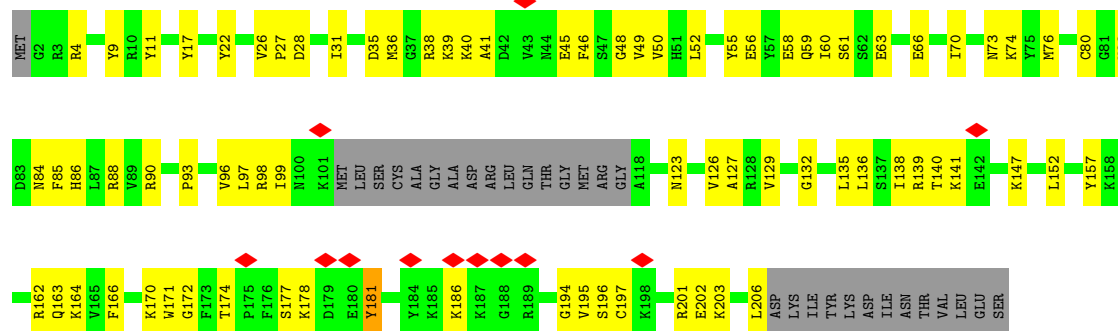 MET G2 R3 R4 Y9 R10 Y11 Y17 Y22 V26 P27 D28 I31 D35 M36 G37 R38 K39 K40 A41 D42 V43 N44 E45 F46 S47 G48 V49 V50 H51 L52 Y55 E56 Y57 E58 Q59 I60 S61 S62 E63 E66 I70 N73 K74 Y75 M76 C80 G81
D83 N84 F85 H86 L87 R88 V89 R90 P93 V96 L97 R98 I99 N100 K101 MET LEU SER CYS ALA GLY ALA ASP ARG LEU GLN THR GLY MET ARG GLY A118 N123 V126 A127 R128 V129 G132 L135 L136 S137 I138 R139 T140 K141 E142 K147 L152 Y157 K158
R162 Q163 K164 V165 F166 K170 W171 G172 F173 T174 P175 F176 S177 K178 D179 E180 Y181 Y184 K185 K186 K187 G188 R189 G194 V195 S196 C197 K198 R201 E202 K203 L206 ASP LYS ILE TYR LYS ASP ILE ASN THR VAL LEU GLU SER